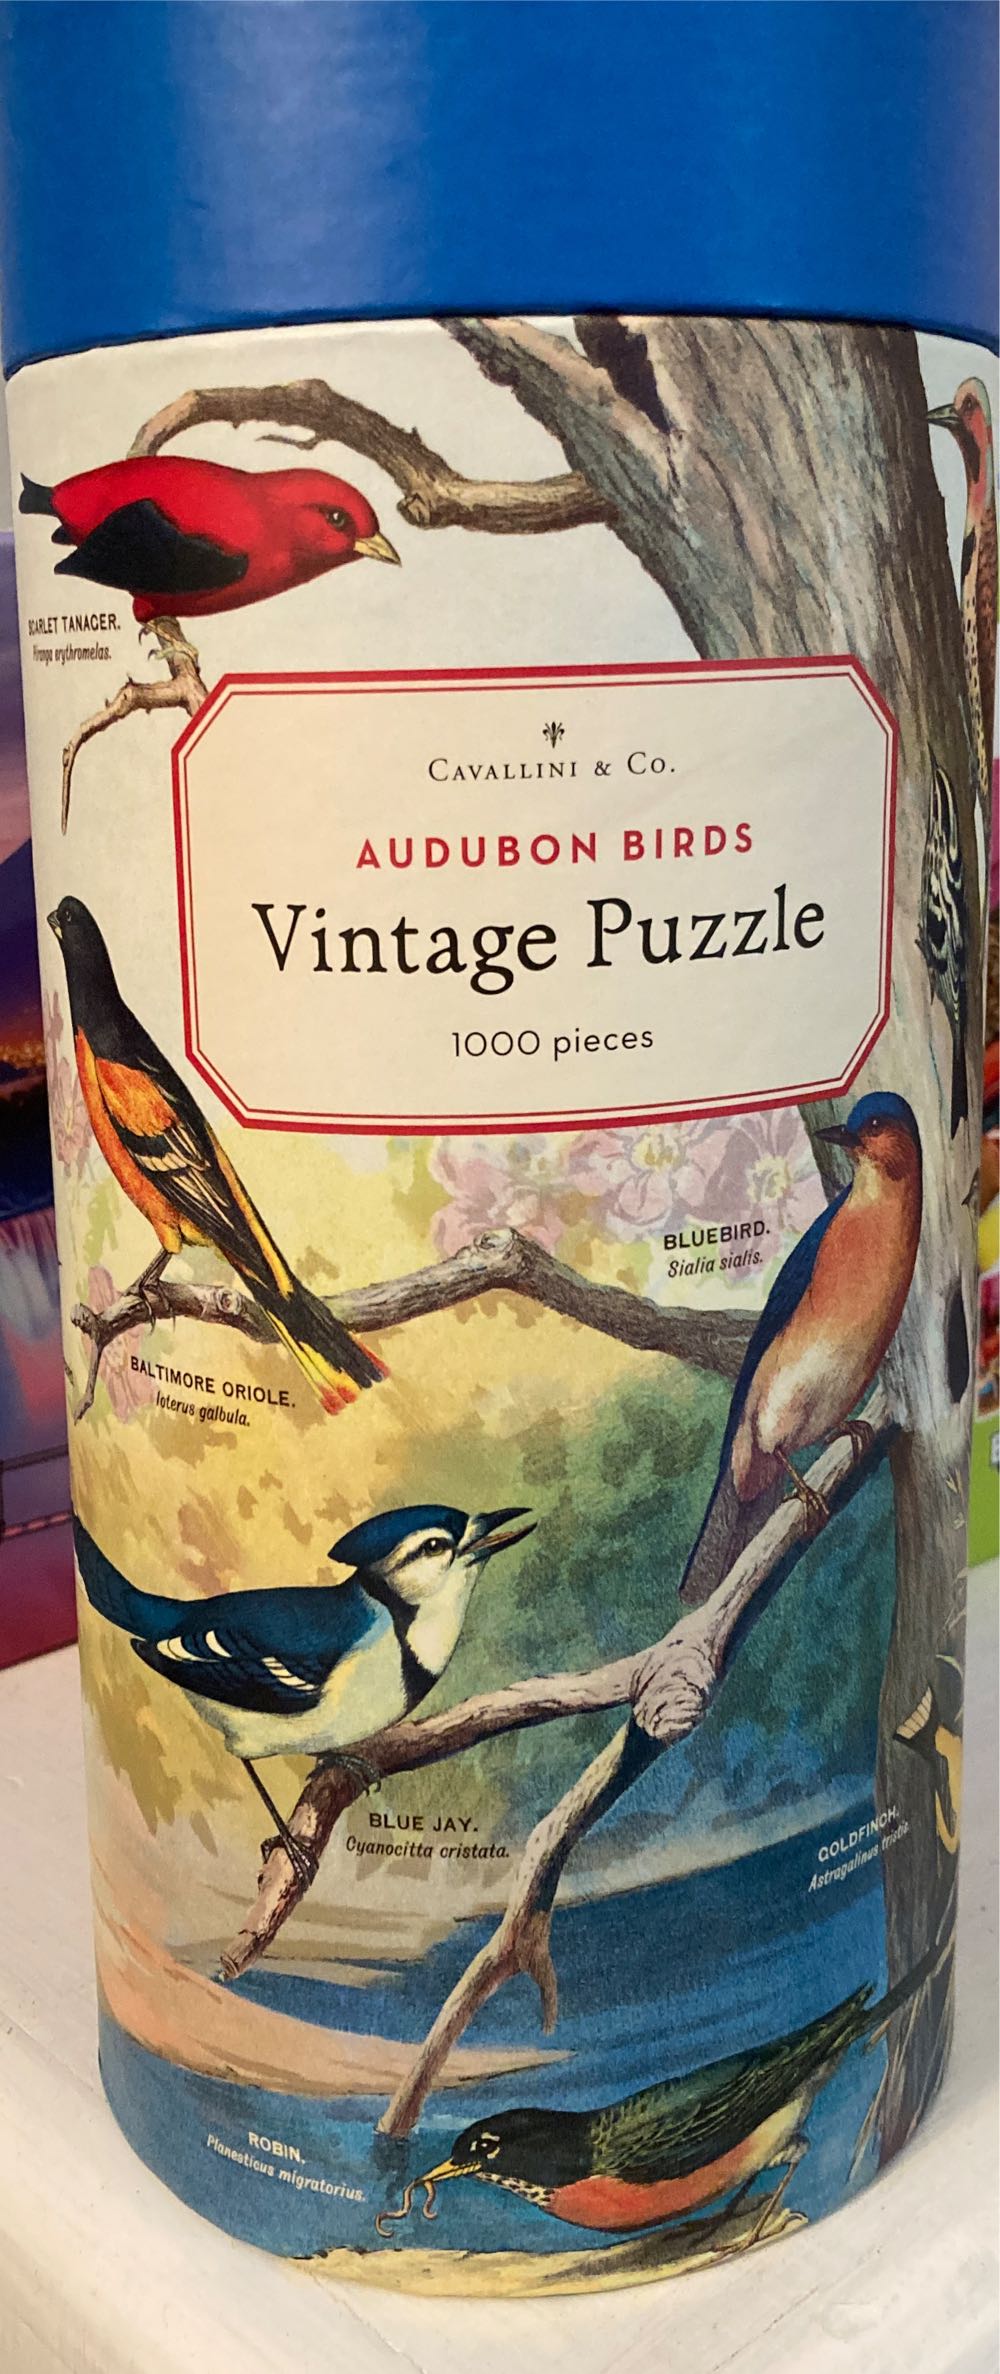 SCARLET TANAGER.
Piranga erythromelas.
CAVALLINI & CO.
AUDUBON BIRDS
Vintage Puzzle
1000 pieces
BLUEBIRD.
Sialia sialis.
BALTIMORE ORIOLE.
Icterus galbula.
BLUE JAY.
Cyanocitta cristata.
GOLDFINCH.
Astragalinus tristis.
ROBIN.
Planesticus migratorius.